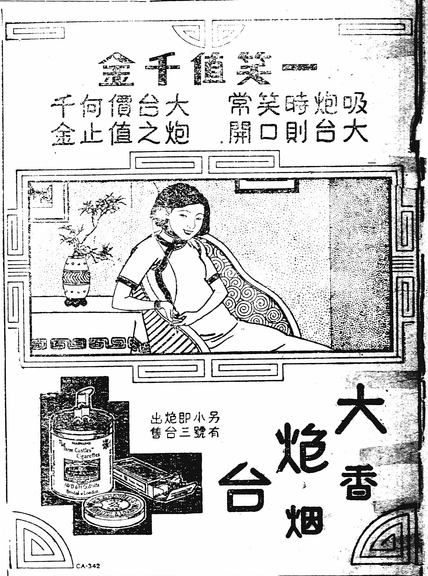 一笑值千金
吸大炮台時則笑口常開
大炮台之價值何止千金
大炮台
香烟
另有小號即三炮台出售
"Three Castles"
Cigarettes
Bristol & London
CA-342